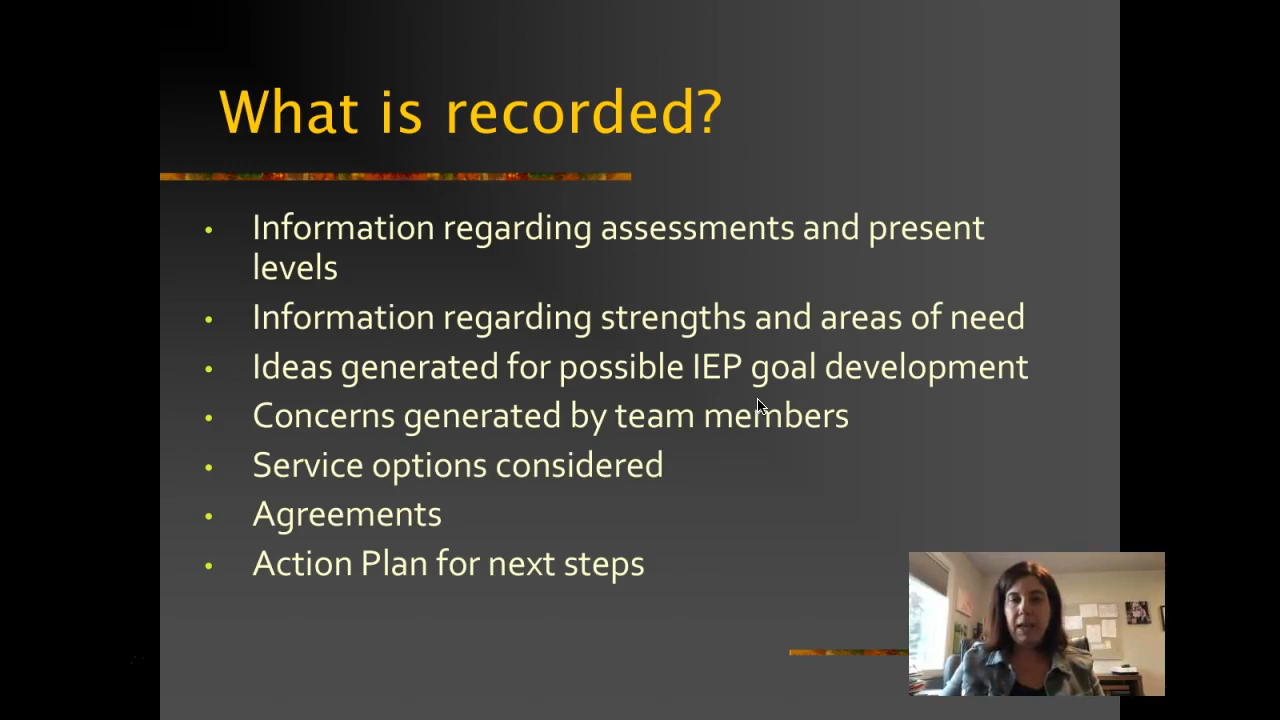 What is recorded?
• Information regarding assessments and present
levels
• Information regarding strengths and areas of need
• Ideas generated for possible IEP goal development
• Concerns generated by team members
• Service options considered
• Agreements
• Action Plan for next steps